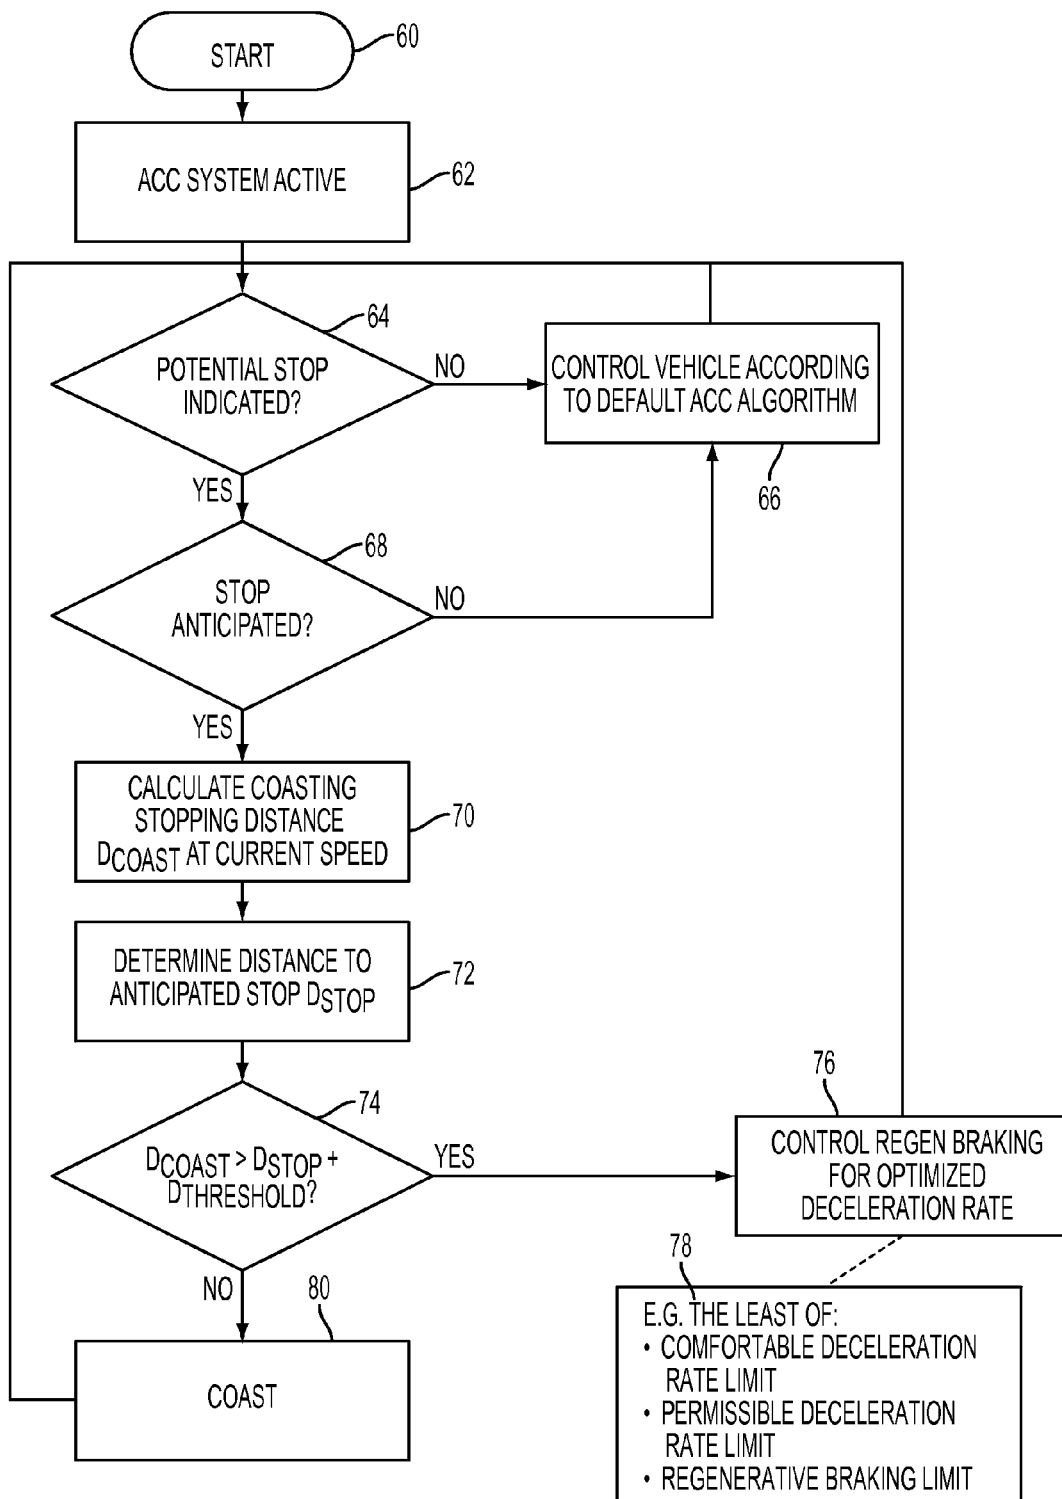 START
60
ACC SYSTEM ACTIVE
62
POTENTIAL STOP
INDICATED?
64
NO
CONTROL VEHICLE ACCORDING
TO DEFAULT ACC ALGORITHM
66
YES
STOP
ANTICIPATED?
68
NO
YES
CALCULATE COASTING
STOPPING DISTANCE
DCOAST AT CURRENT SPEED
70
DETERMINE DISTANCE TO
ANTICIPATED STOP DSTOP
72
DCOAST > DSTOP +
DTHRESHOLD?
74
YES
76
CONTROL REGEN BRAKING
FOR OPTIMIZED
DECELERATION RATE
NO
80
COAST
78
E.G. THE LEAST OF:
• COMFORTABLE DECELERATION
RATE LIMIT
• PERMISSIBLE DECELERATION
RATE LIMIT
• REGENERATIVE BRAKING LIMIT